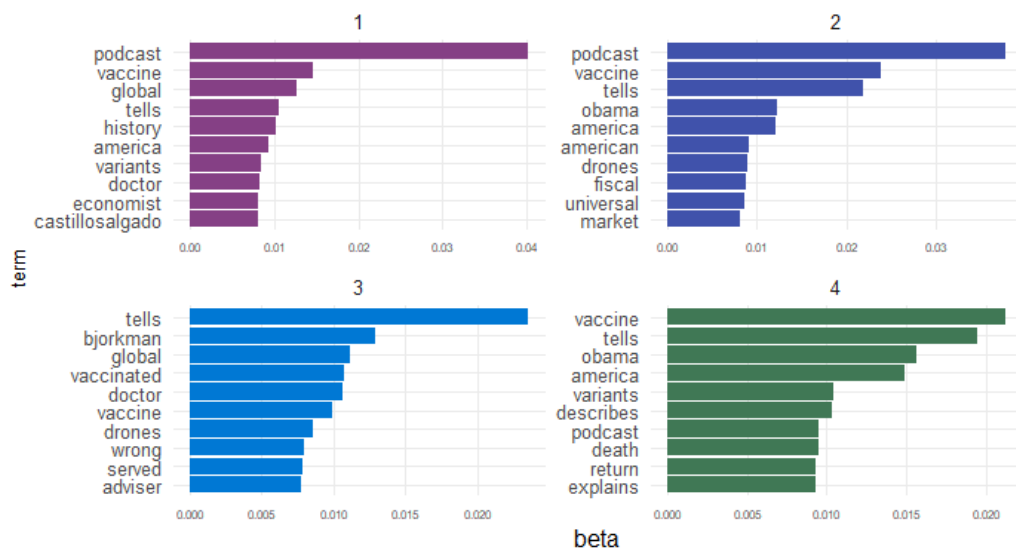 1
podcast
vaccine
global
tells
history
america
variants
doctor
economist
castillosalgado
0.00 0.01 0.02 0.03 0.04
2
podcast
vaccine
tells
obama
america
american
drones
fiscal
universal
market
0.00 0.01 0.02 0.03
term
3
tells
bjorkman
global
vaccinated
doctor
vaccine
drones
wrong
served
adviser
0.000 0.005 0.010 0.015 0.020
4
vaccine
tells
obama
america
variants
describes
podcast
death
return
explains
0.000 0.005 0.010 0.015 0.020
beta